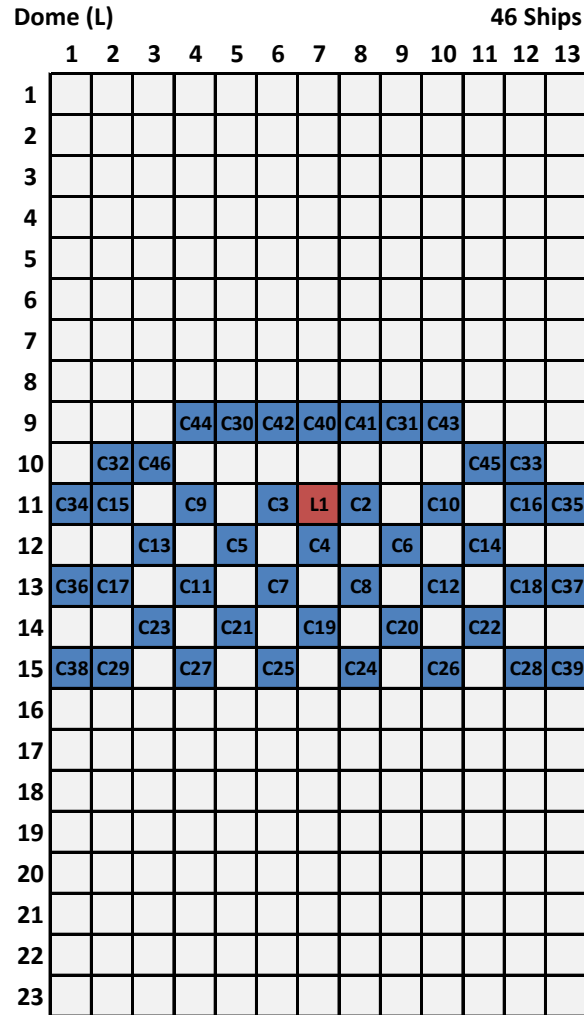 Dome (L) 46 Ships
1 2 3 4 5 6 7 8 9 10 11 12 13
1
2
3
4
5
6
7
8
9 C44 C30 C42 C40 C41 C31 C43
10 C32 C46 C45 C33
11 C34 C15 C9 C3 L1 C2 C10 C16 C35
12 C13 C5 C4 C6 C14
13 C36 C17 C11 C7 C8 C12 C18 C37
14 C23 C21 C19 C20 C22
15 C38 C29 C27 C25 C24 C26 C28 C39
16
17
18
19
20
21
22
23